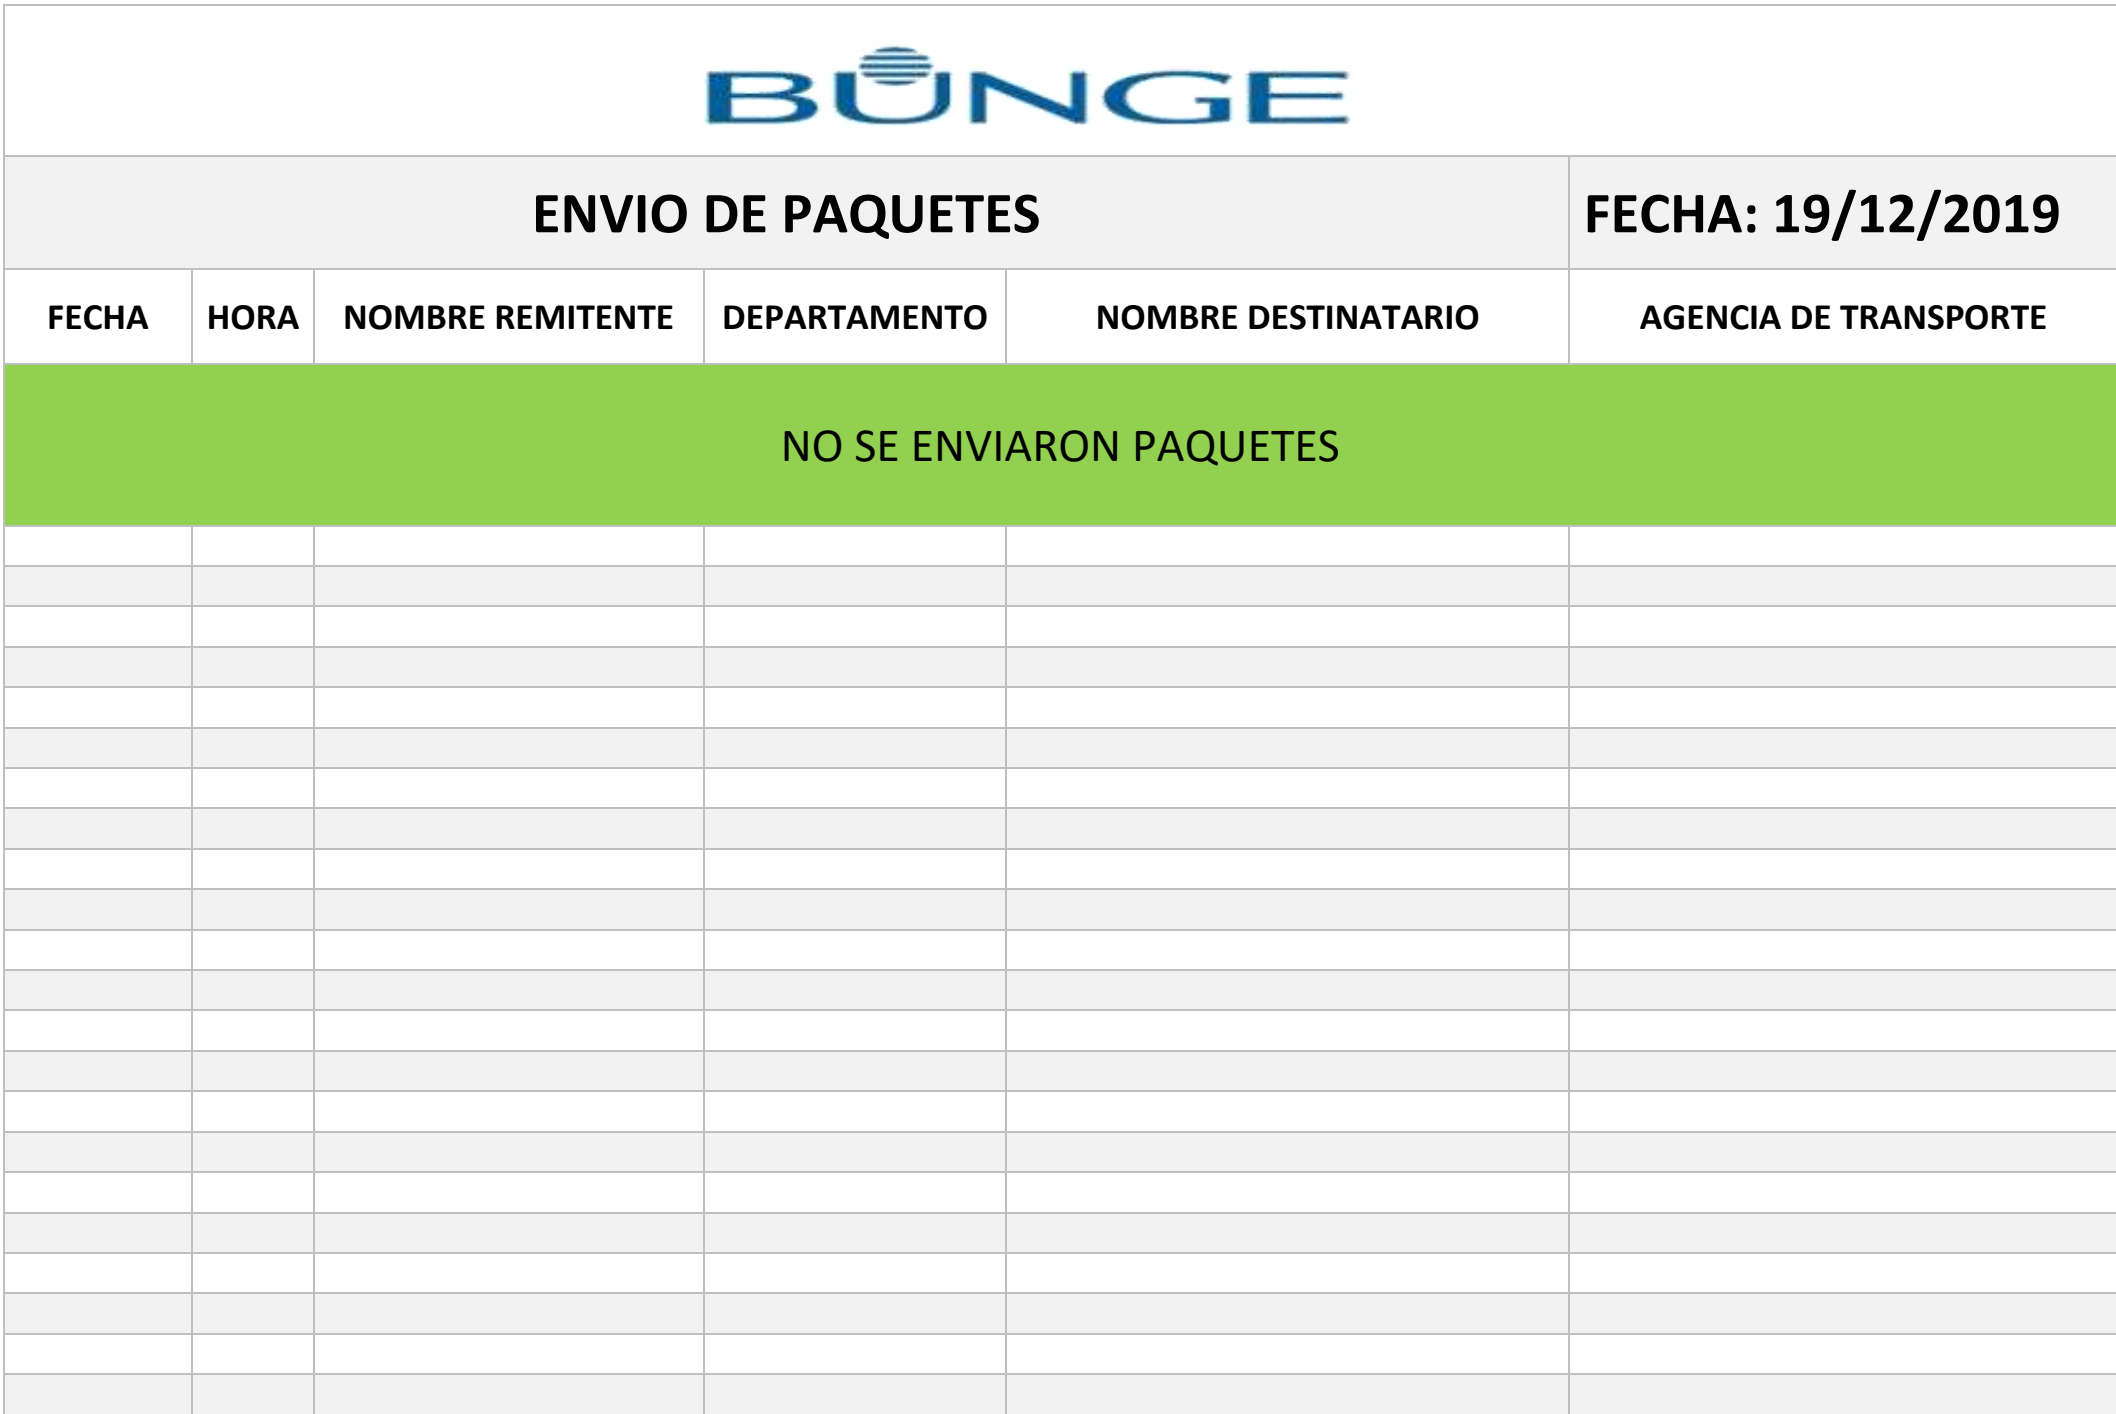 BUNGE
ENVIO DE PAQUETES
FECHA: 19/12/2019
FECHA HORA NOMBRE REMITENTE DEPARTAMENTO NOMBRE DESTINATARIO AGENCIA DE TRANSPORTE
NO SE ENVIARON PAQUETES